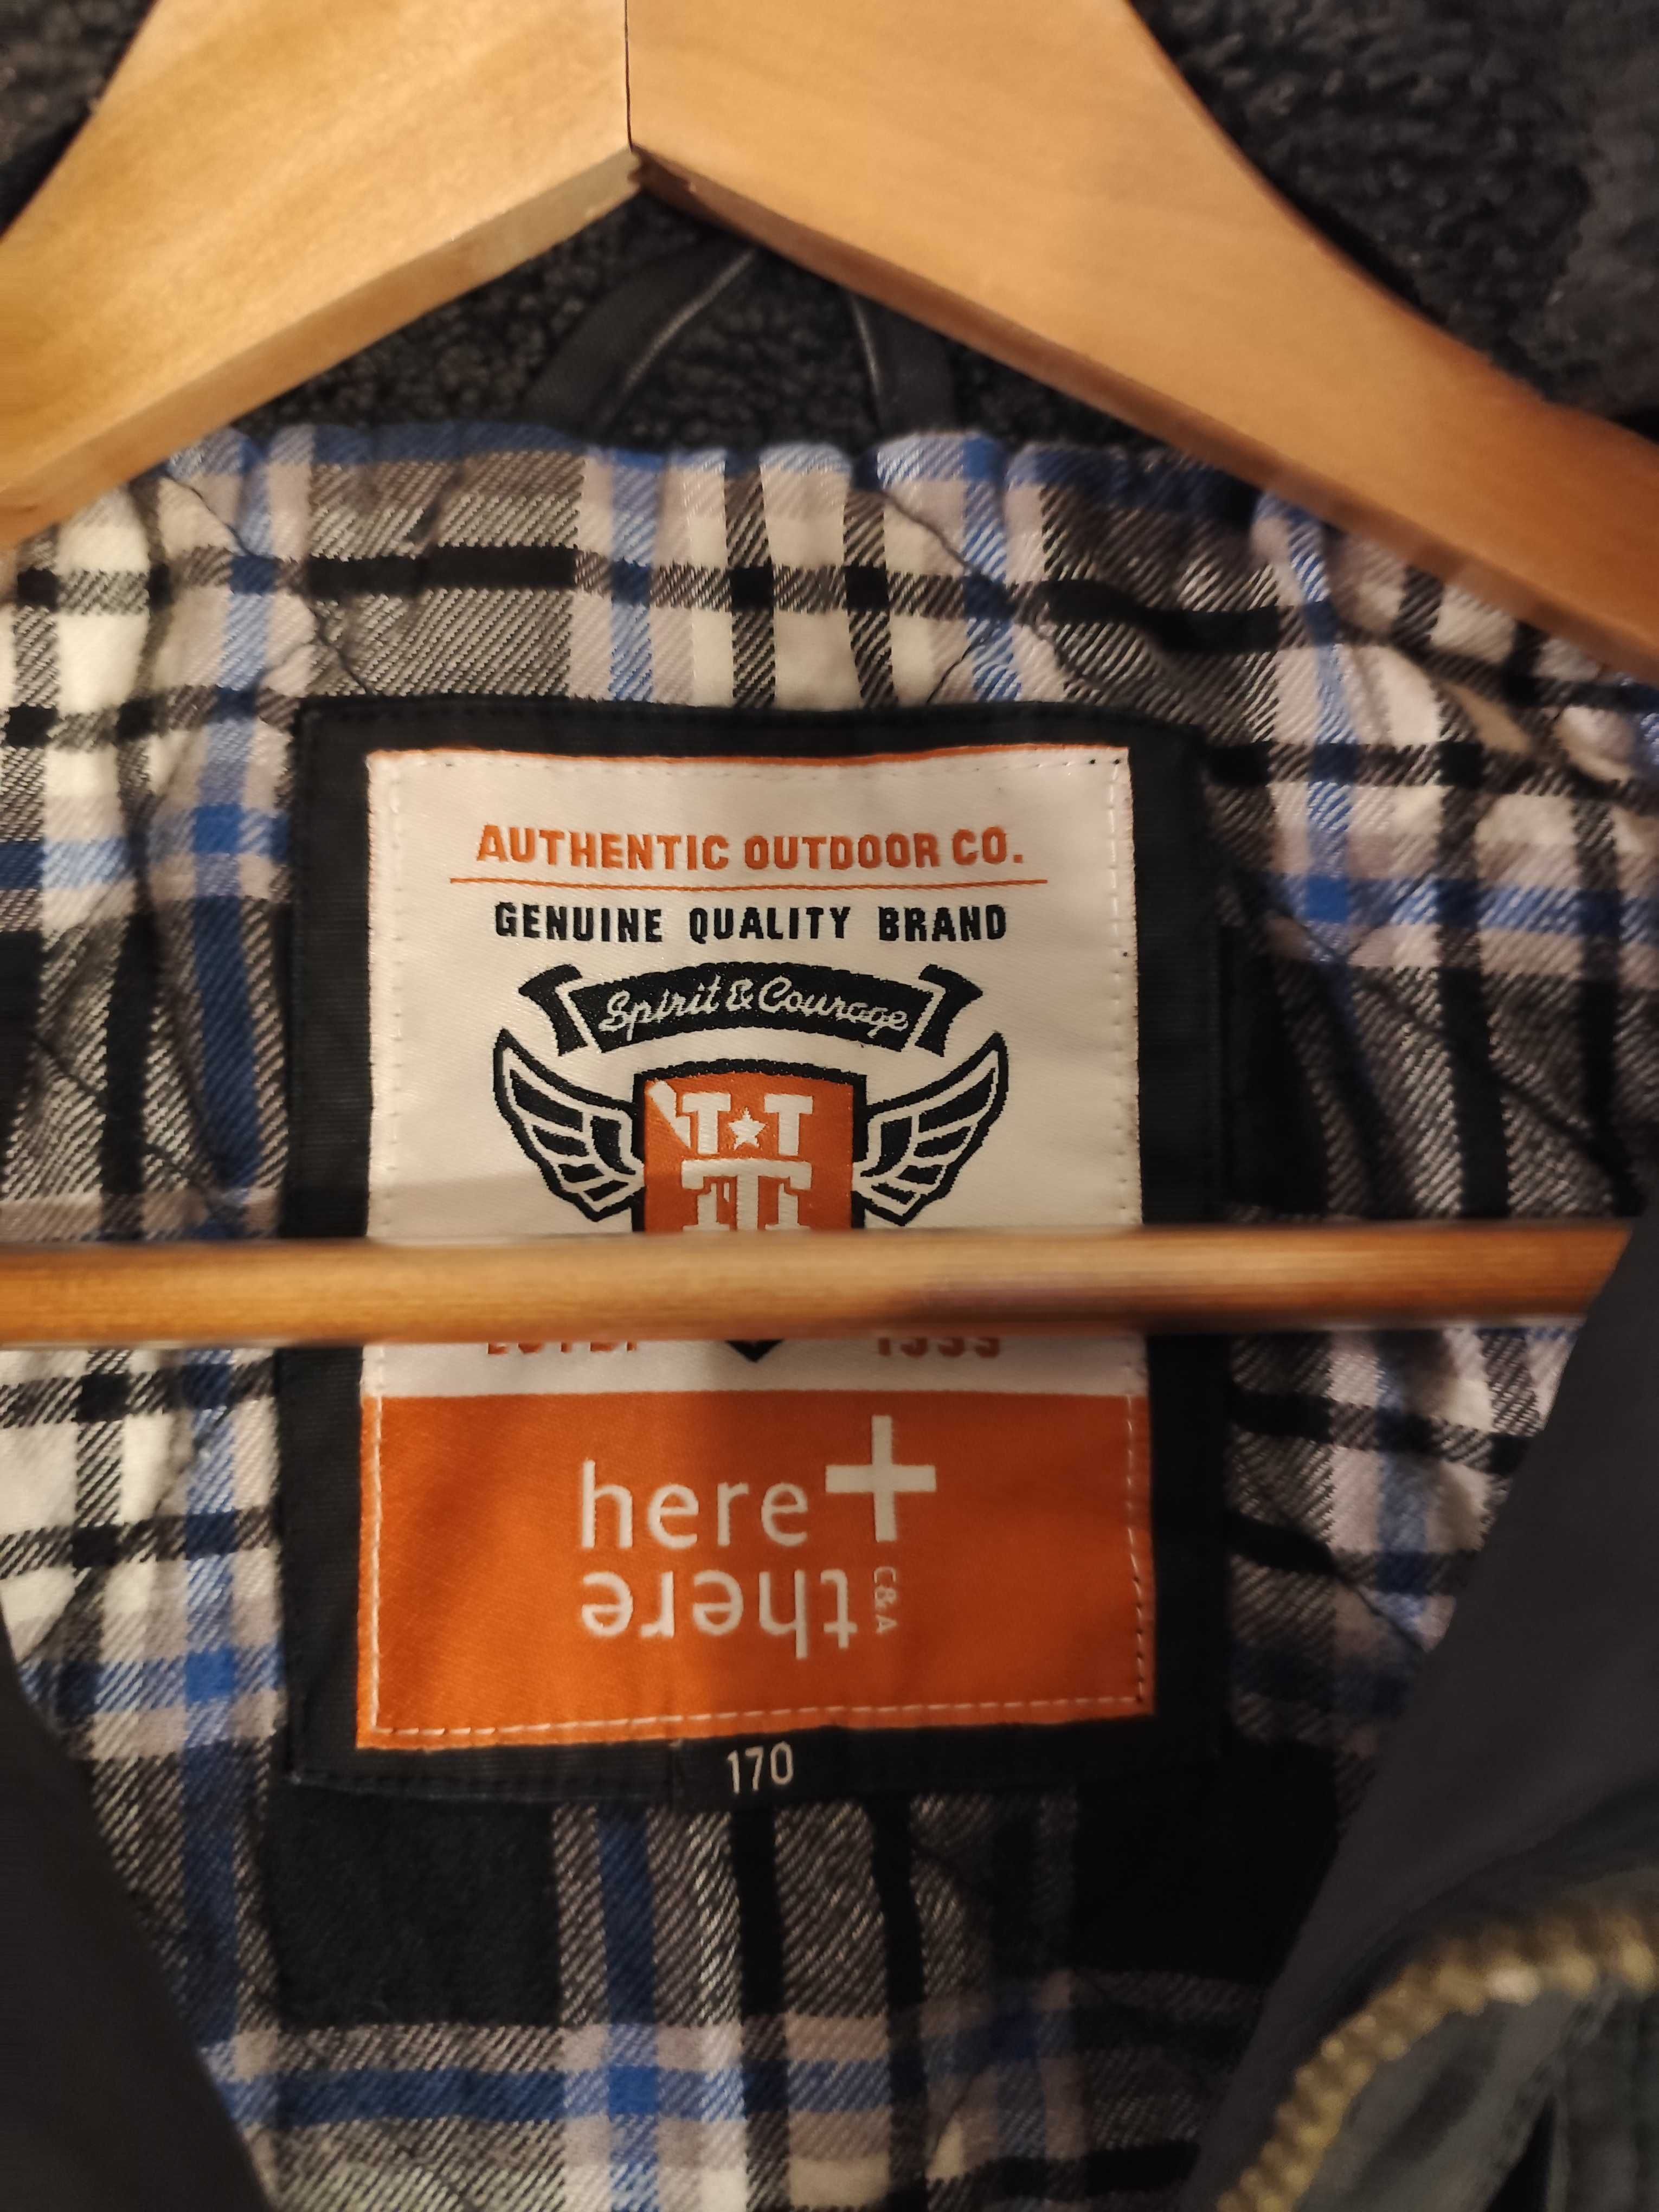 AUTHENTIC OUTDOOR CO.
GENUINE QUALITY BRAND
Spirit & Courage
here +
there
C&A
170